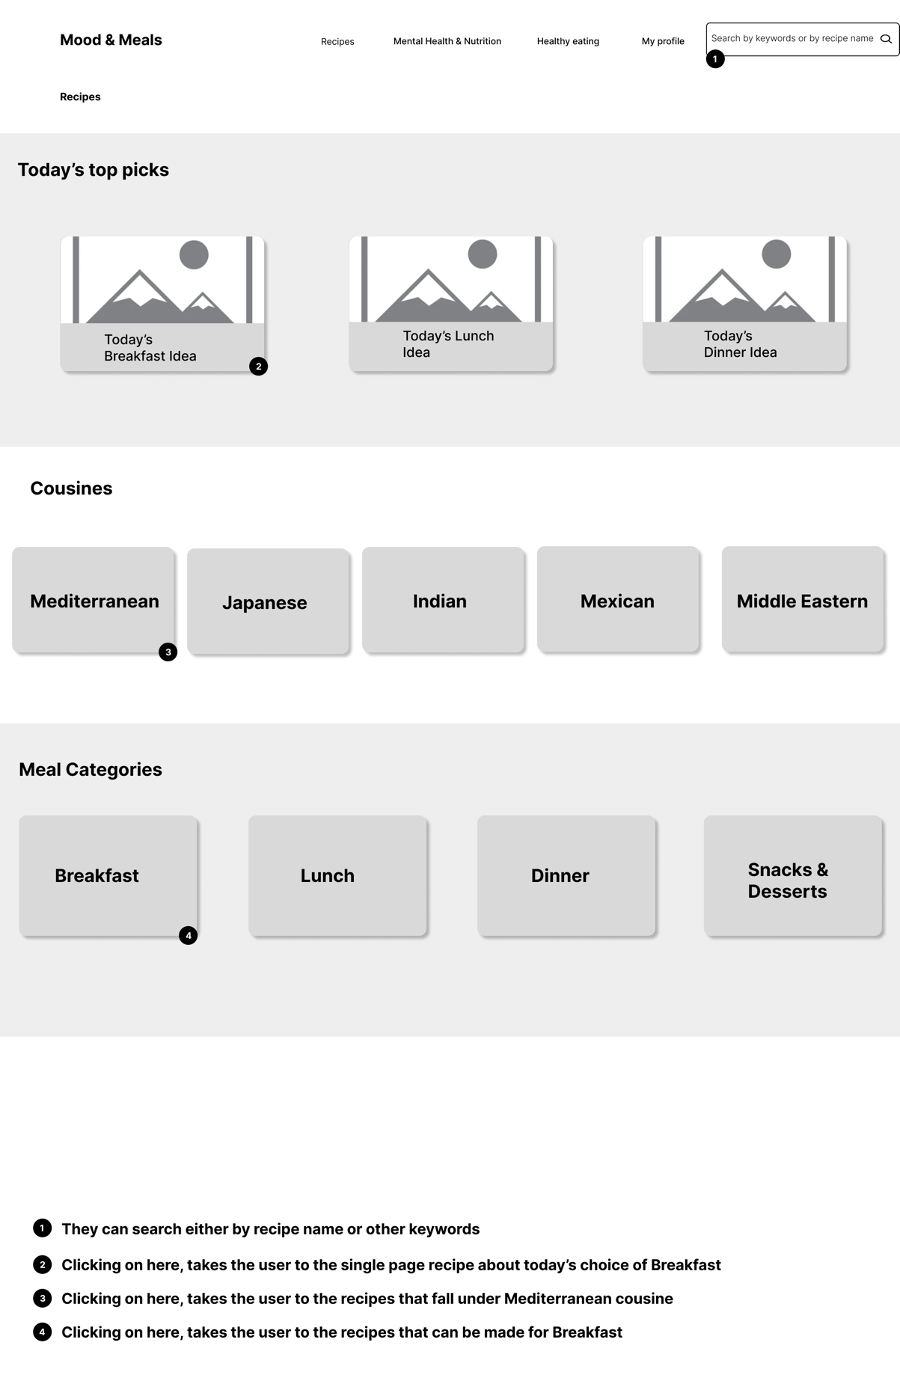 Mood & Meals
Recipes
Mental Health & Nutrition
Healthy eating
My profile
Search by keywords or by recipe name
1
Recipes
Today’s top picks
Today’s
Breakfast Idea
2
Today’s Lunch
Idea
Today’s
Dinner Idea
Cousines
Mediterranean
3
Japanese
Indian
Mexican
Middle Eastern
Meal Categories
Breakfast
4
Lunch
Dinner
Snacks &
Desserts
1 They can search either by recipe name or other keywords
2 Clicking on here, takes the user to the single page recipe about today’s choice of Breakfast
3 Clicking on here, takes the user to the recipes that fall under Mediterranean cousine
4 Clicking on here, takes the user to the recipes that can be made for Breakfast